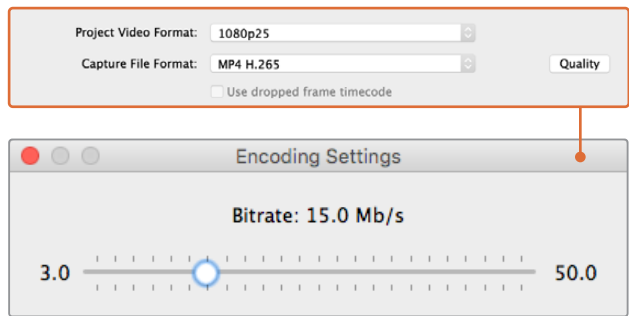 Project Video Format: 1080p25
Capture File Format: MP4 H.265 Quality
Use dropped frame timecode
Encoding Settings
Bitrate: 15.0 Mb/s
3.0 50.0